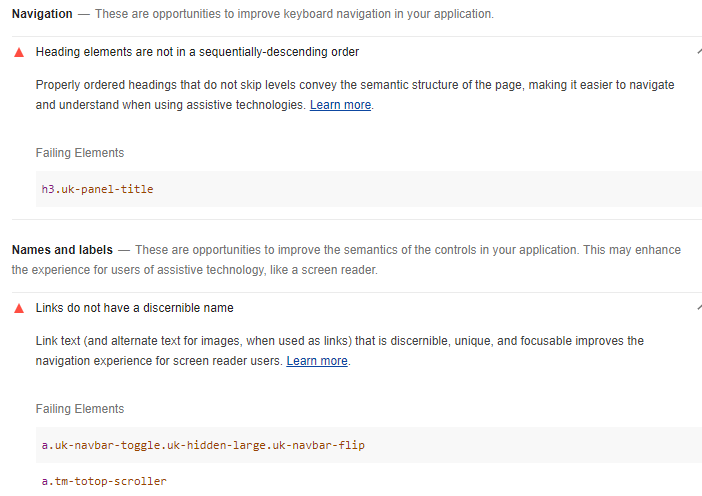 Navigation — These are opportunities to improve keyboard navigation in your application.
Heading elements are not in a sequentially-descending order
Properly ordered headings that do not skip levels convey the semantic structure of the page, making it easier to navigate
and understand when using assistive technologies. Learn more.
Failing Elements
h3.uk-panel-title
Names and labels — These are opportunities to improve the semantics of the controls in your application. This may enhance
the experience for users of assistive technology, like a screen reader.
Links do not have a discernible name
Link text (and alternate text for images, when used as links) that is discernible, unique, and focusable improves the
navigation experience for screen reader users. Learn more.
Failing Elements
a.uk-navbar-toggle.uk-hidden-large.uk-navbar-flip
a.tm-totop-scroller